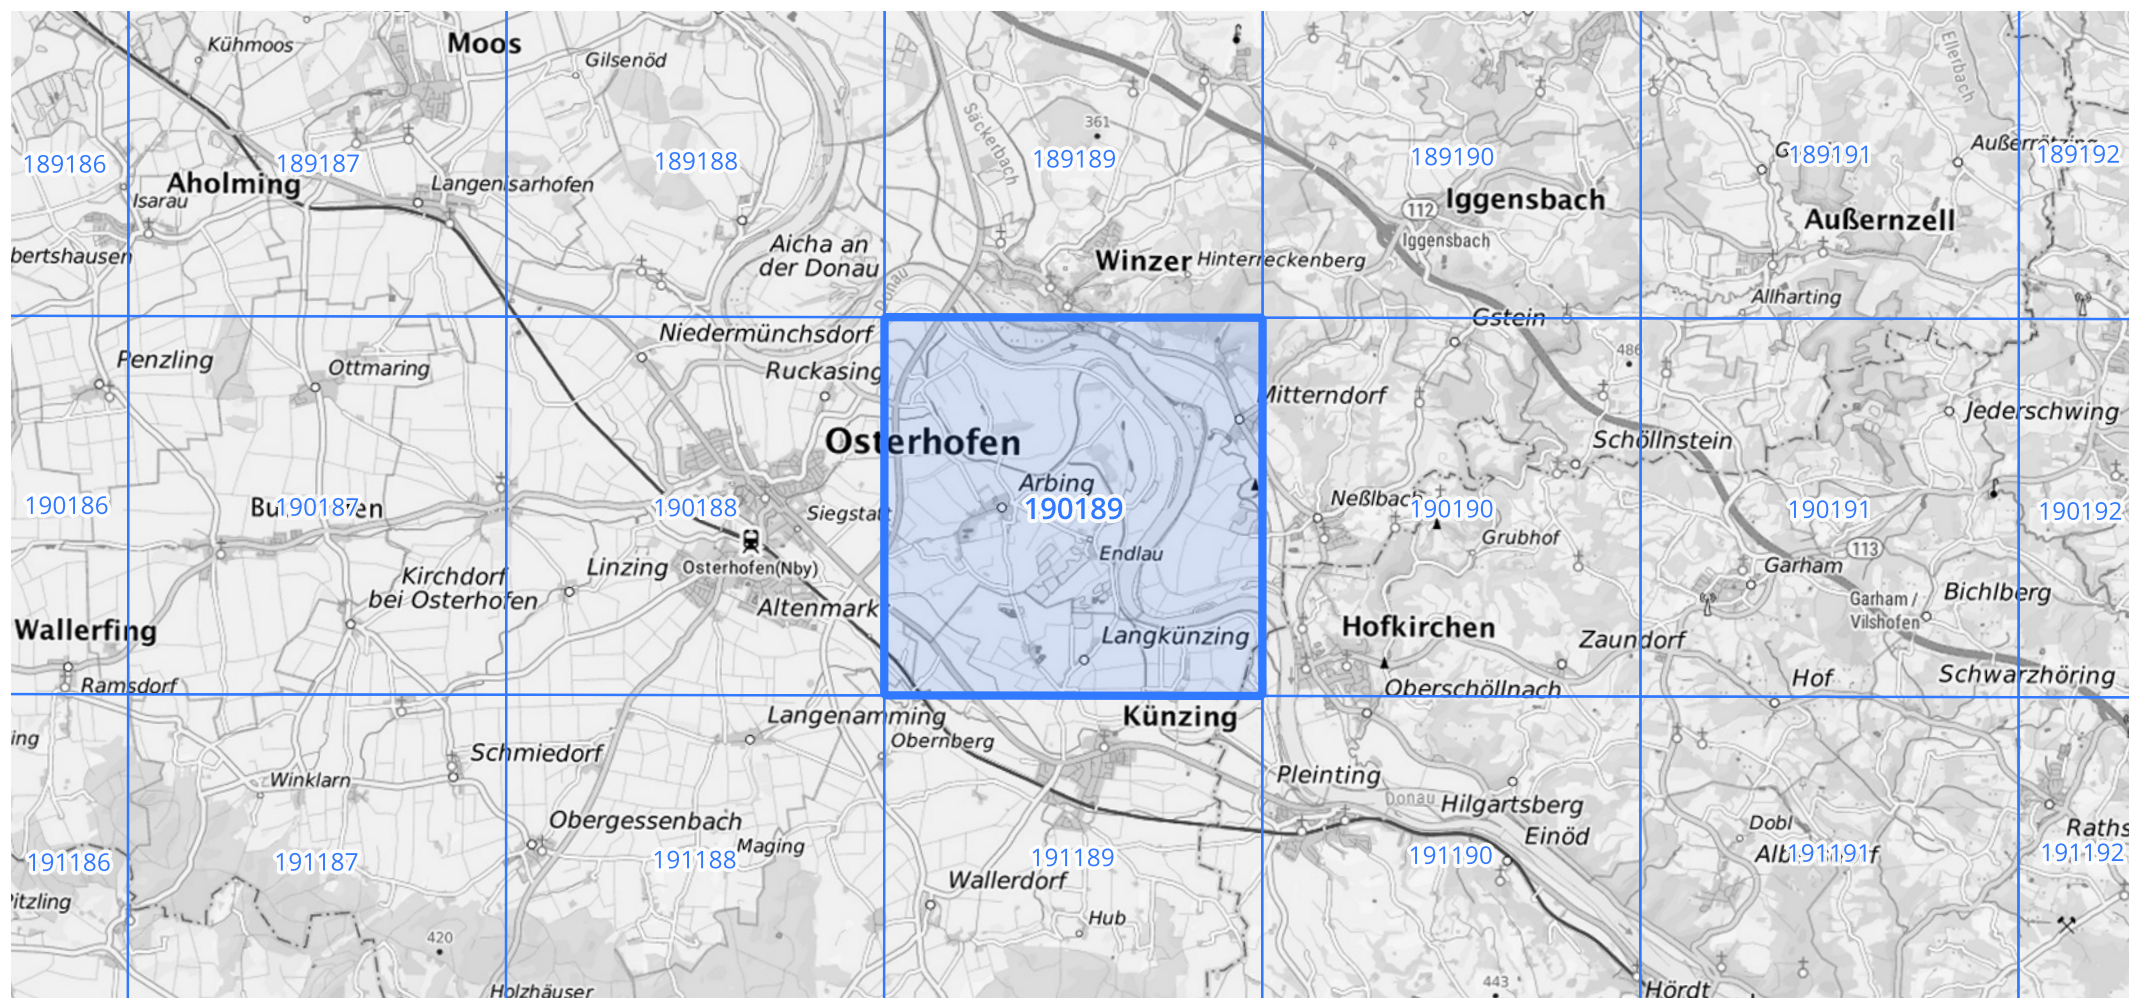 Kühmoos
Moos
Gilsenöd
Ellerbach
Säckerbach
361
189186
189187
189188
189189
189190
189191
Außerrötzing
189192
Aholming
Isarau
Langenisarhofen
112
Iggensbach
Iggensbach
Außernzell
bertshausen
Aicha an
der Donau
Donau
Winzer
Hinterreckenberg
Allharting
Gstein
Penzling
Ottmaring
Niedermünchsdorf
Ruckasing
486
Mitterndorf
Jederschwing
Osterhofen
Schöllnstein
Arbing
190186
190187
190188
Siegstatt
190189
Neßlbach
190190
190191
190192
Grubhof
113
Endlau
Linzing
Osterhofen(Nby)
Garham
Kirchdorf
bei Osterhofen
Altenmark
Garham /
Vilshofen
Bichlberg
Wallerfing
Langkünzing
Hofkirchen
Zaundorf
Ramsdorf
Oberschöllnach
Hof
Schwarzhöring
Langenamming
Künzing
ing
Schmiedorf
Obernberg
Winklarn
Pleinting
Donau
Hilgartsberg
Einöd
Obergessenbach
Maging
Dobl
Raths
191186
191187
191188
191189
191190
191191
191192
itzling
Wallerdorf
Hub
420
443
Holzhäuser
Hördt